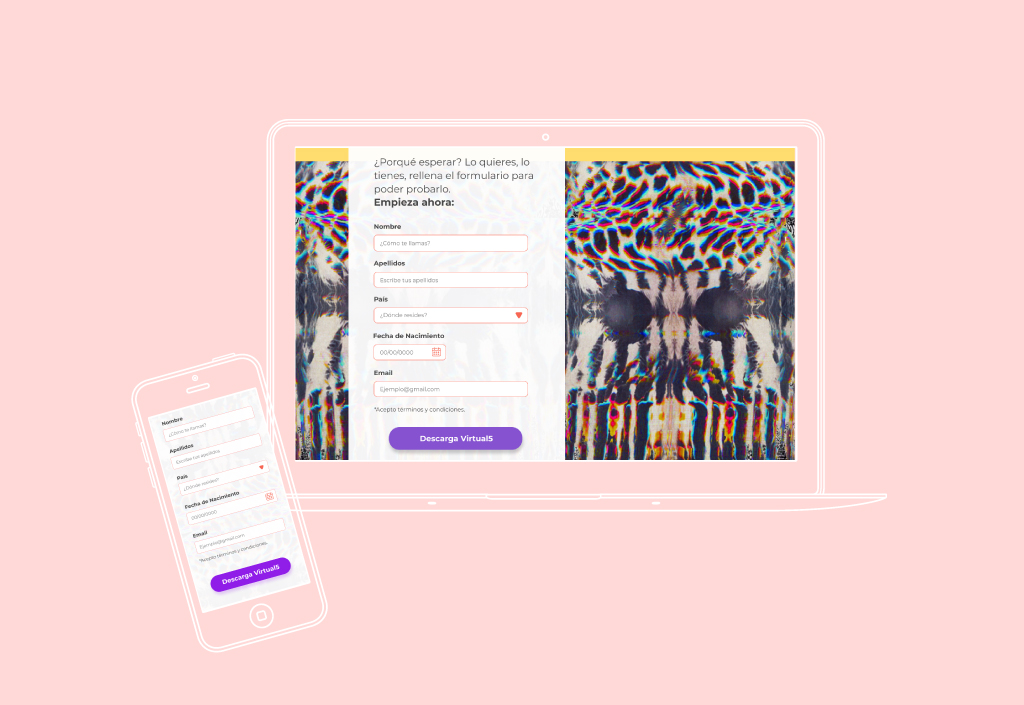 ¿Porqué esperar? Lo quieres, lo
tienes, rellena el formulario para
poder probarlo.
Empieza ahora:
Nombre
¿Cómo te llamas?
Apellidos
Escribe tus apellidos
País
¿Dónde resides?
Fecha de Nacimiento
00/00/0000
Email
Ejemplo@gmail.com
*Acepto términos y condiciones.
Descarga Virtual5
Nombre
¿Cómo te llamas?
Apellidos
Escribe tus apellidos
País
¿Dónde resides?
Fecha de Nacimiento
00/00/0000
Email
Ejemplo@gmail.com
*Acepto términos y condiciones.
Descarga Virtual5